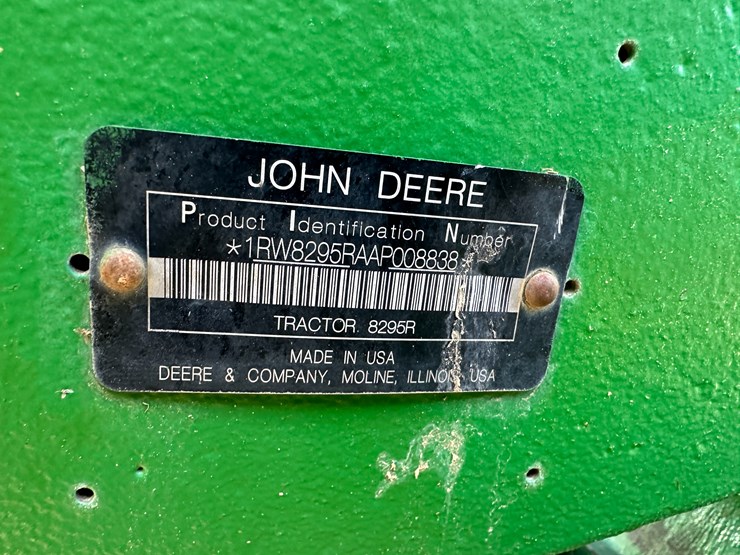 JOHN DEERE
Product Identification Number
*1RW8295RAAP008838*
TRACTOR 8295R
MADE IN USA
DEERE & COMPANY, MOLINE, ILLINOIS USA